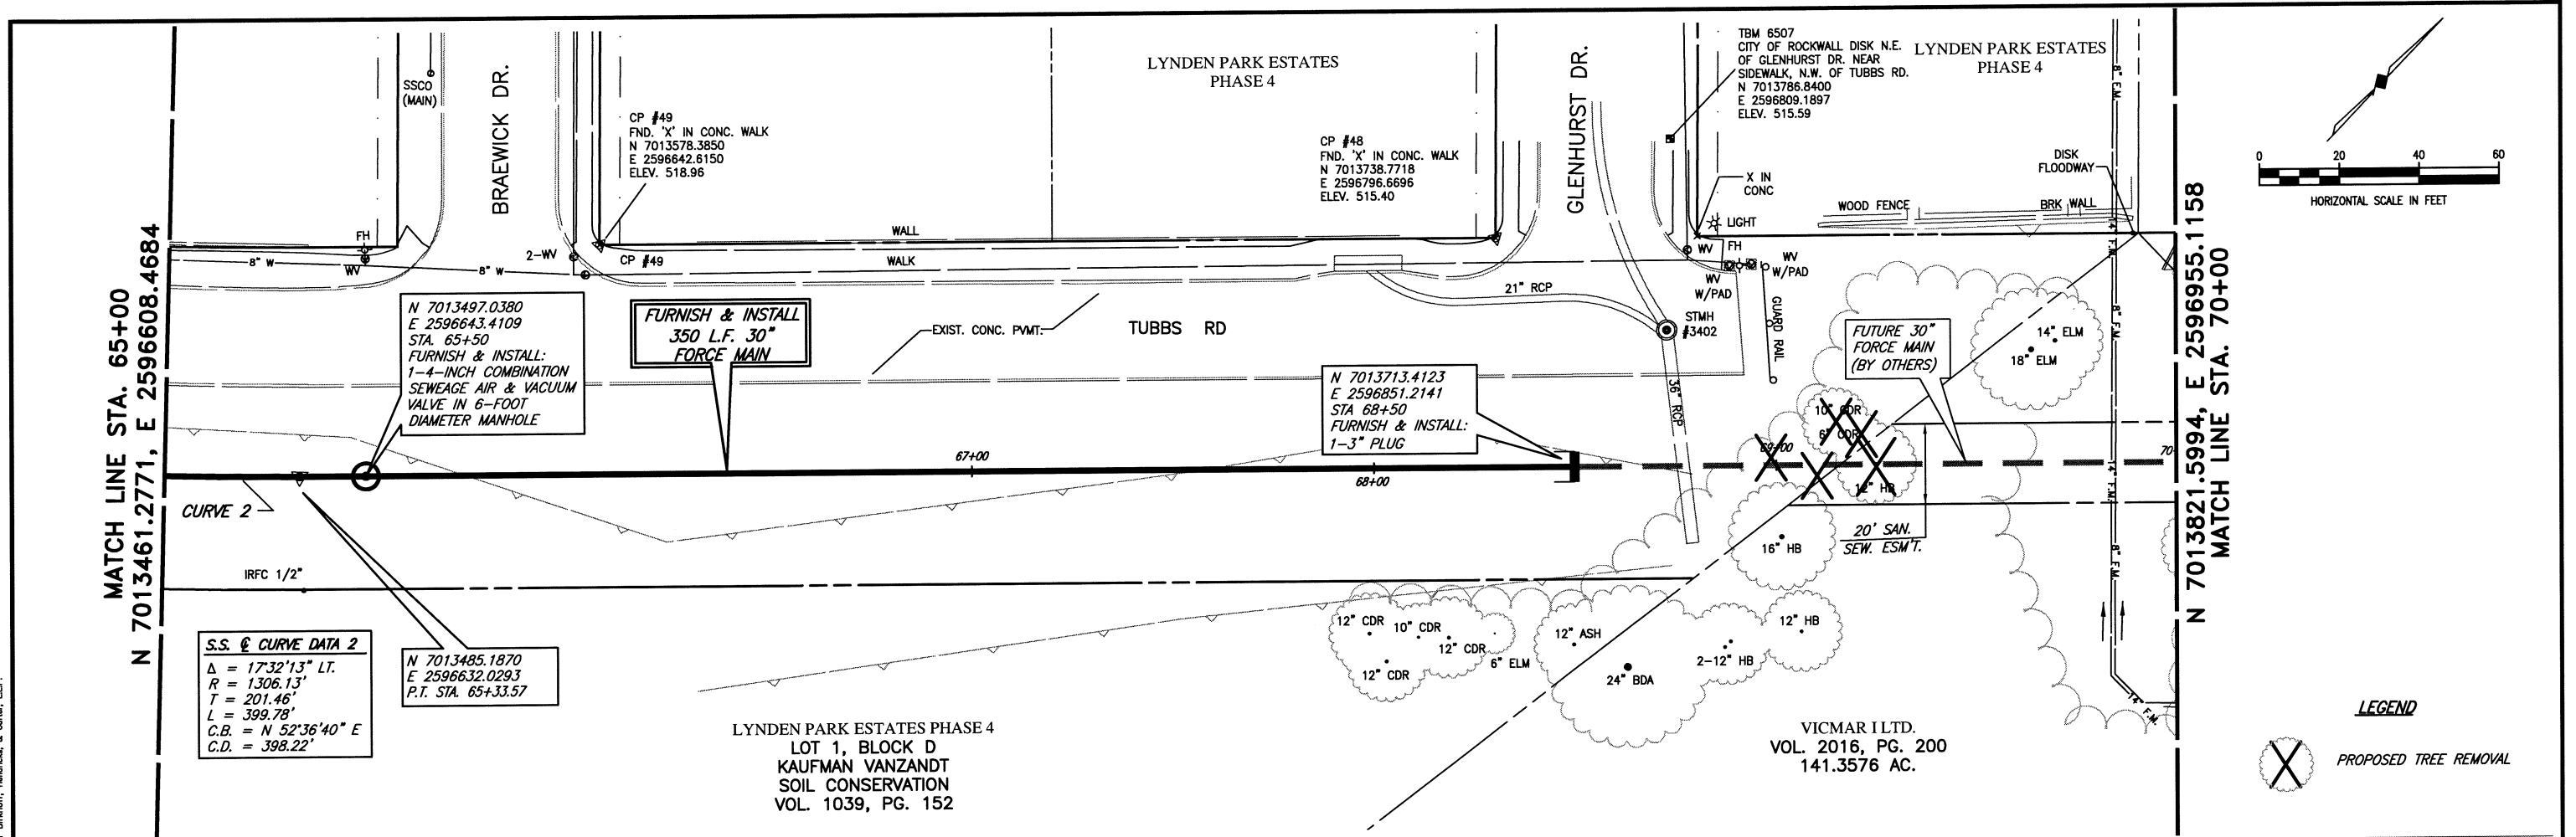 MATCH LINE STA. 65+00
N 7013461.2771, E 2596608.4684
SSCO
(MAIN)
BRAEWICK DR.
CP #49
FND. 'X' IN CONC. WALK
N 7013578.3850
E 2596642.6150
ELEV. 518.96
LYNDEN PARK ESTATES
PHASE 4
CP #48
FND. 'X' IN CONC. WALK
N 7013738.7718
E 2596796.6696
ELEV. 515.40
GLENHURST DR.
TBM 6507
CITY OF ROCKWALL DISK N.E.
OF GLENHURST DR. NEAR
SIDEWALK, N.W. OF TUBBS RD.
N 7013786.8400
E 2596809.1897
ELEV. 515.59
LYNDEN PARK ESTATES
PHASE 4
8" F.M.
DISK
FLOODWAY
X IN
CONC
LIGHT
WOOD FENCE
BRK WALL
14" F.M.
0 20 40 60
HORIZONTAL SCALE IN FEET
FH
WV
8" W
8" W
2-WV
CP #49
WALL
WALK
WV
FH
WV
W/PAD
WV
W/PAD
GUARD RAIL
21" RCP
STMH
#3402
36" RCP
N 7013497.0380
E 2596643.4109
STA. 65+50
FURNISH & INSTALL:
1-4-INCH COMBINATION
SEWEAGE AIR & VACUUM
VALVE IN 6-FOOT
DIAMETER MANHOLE
FURNISH & INSTALL
350 L.F. 30"
FORCE MAIN
EXIST. CONC. PVMT.
TUBBS RD
N 7013713.4123
E 2596851.2141
STA 68+50
FURNISH & INSTALL:
1-3" PLUG
FUTURE 30"
FORCE MAIN
(BY OTHERS)
14" ELM
18" ELM
8" F.M.
10" CDR
6" CDR
69+00
12" HB
70
14" F.M.
67+00
68+00
CURVE 2
16" HB
20' SAN.
SEW. ESM'T.
8" F.M.
IRFC 1/2"
S.S. ℄ CURVE DATA 2
Δ = 17°32'13" LT.
R = 1306.13'
T = 201.46'
L = 399.78'
C.B. = N 52°36'40" E
C.D. = 398.22'
N 7013485.1870
E 2596632.0293
P.T. STA. 65+33.57
12" CDR
10" CDR
12" CDR
12" CDR
6" ELM
12" ASH
24" BDA
2-12" HB
12" HB
14" F.M.
LYNDEN PARK ESTATES PHASE 4
LOT 1, BLOCK D
KAUFMAN VANZANDT
SOIL CONSERVATION
VOL. 1039, PG. 152
VICMAR I LTD.
VOL. 2016, PG. 200
141.3576 AC.
N 7013821.5994, E 2596955.1158
MATCH LINE STA. 70+00
LEGEND
PROPOSED TREE REMOVAL